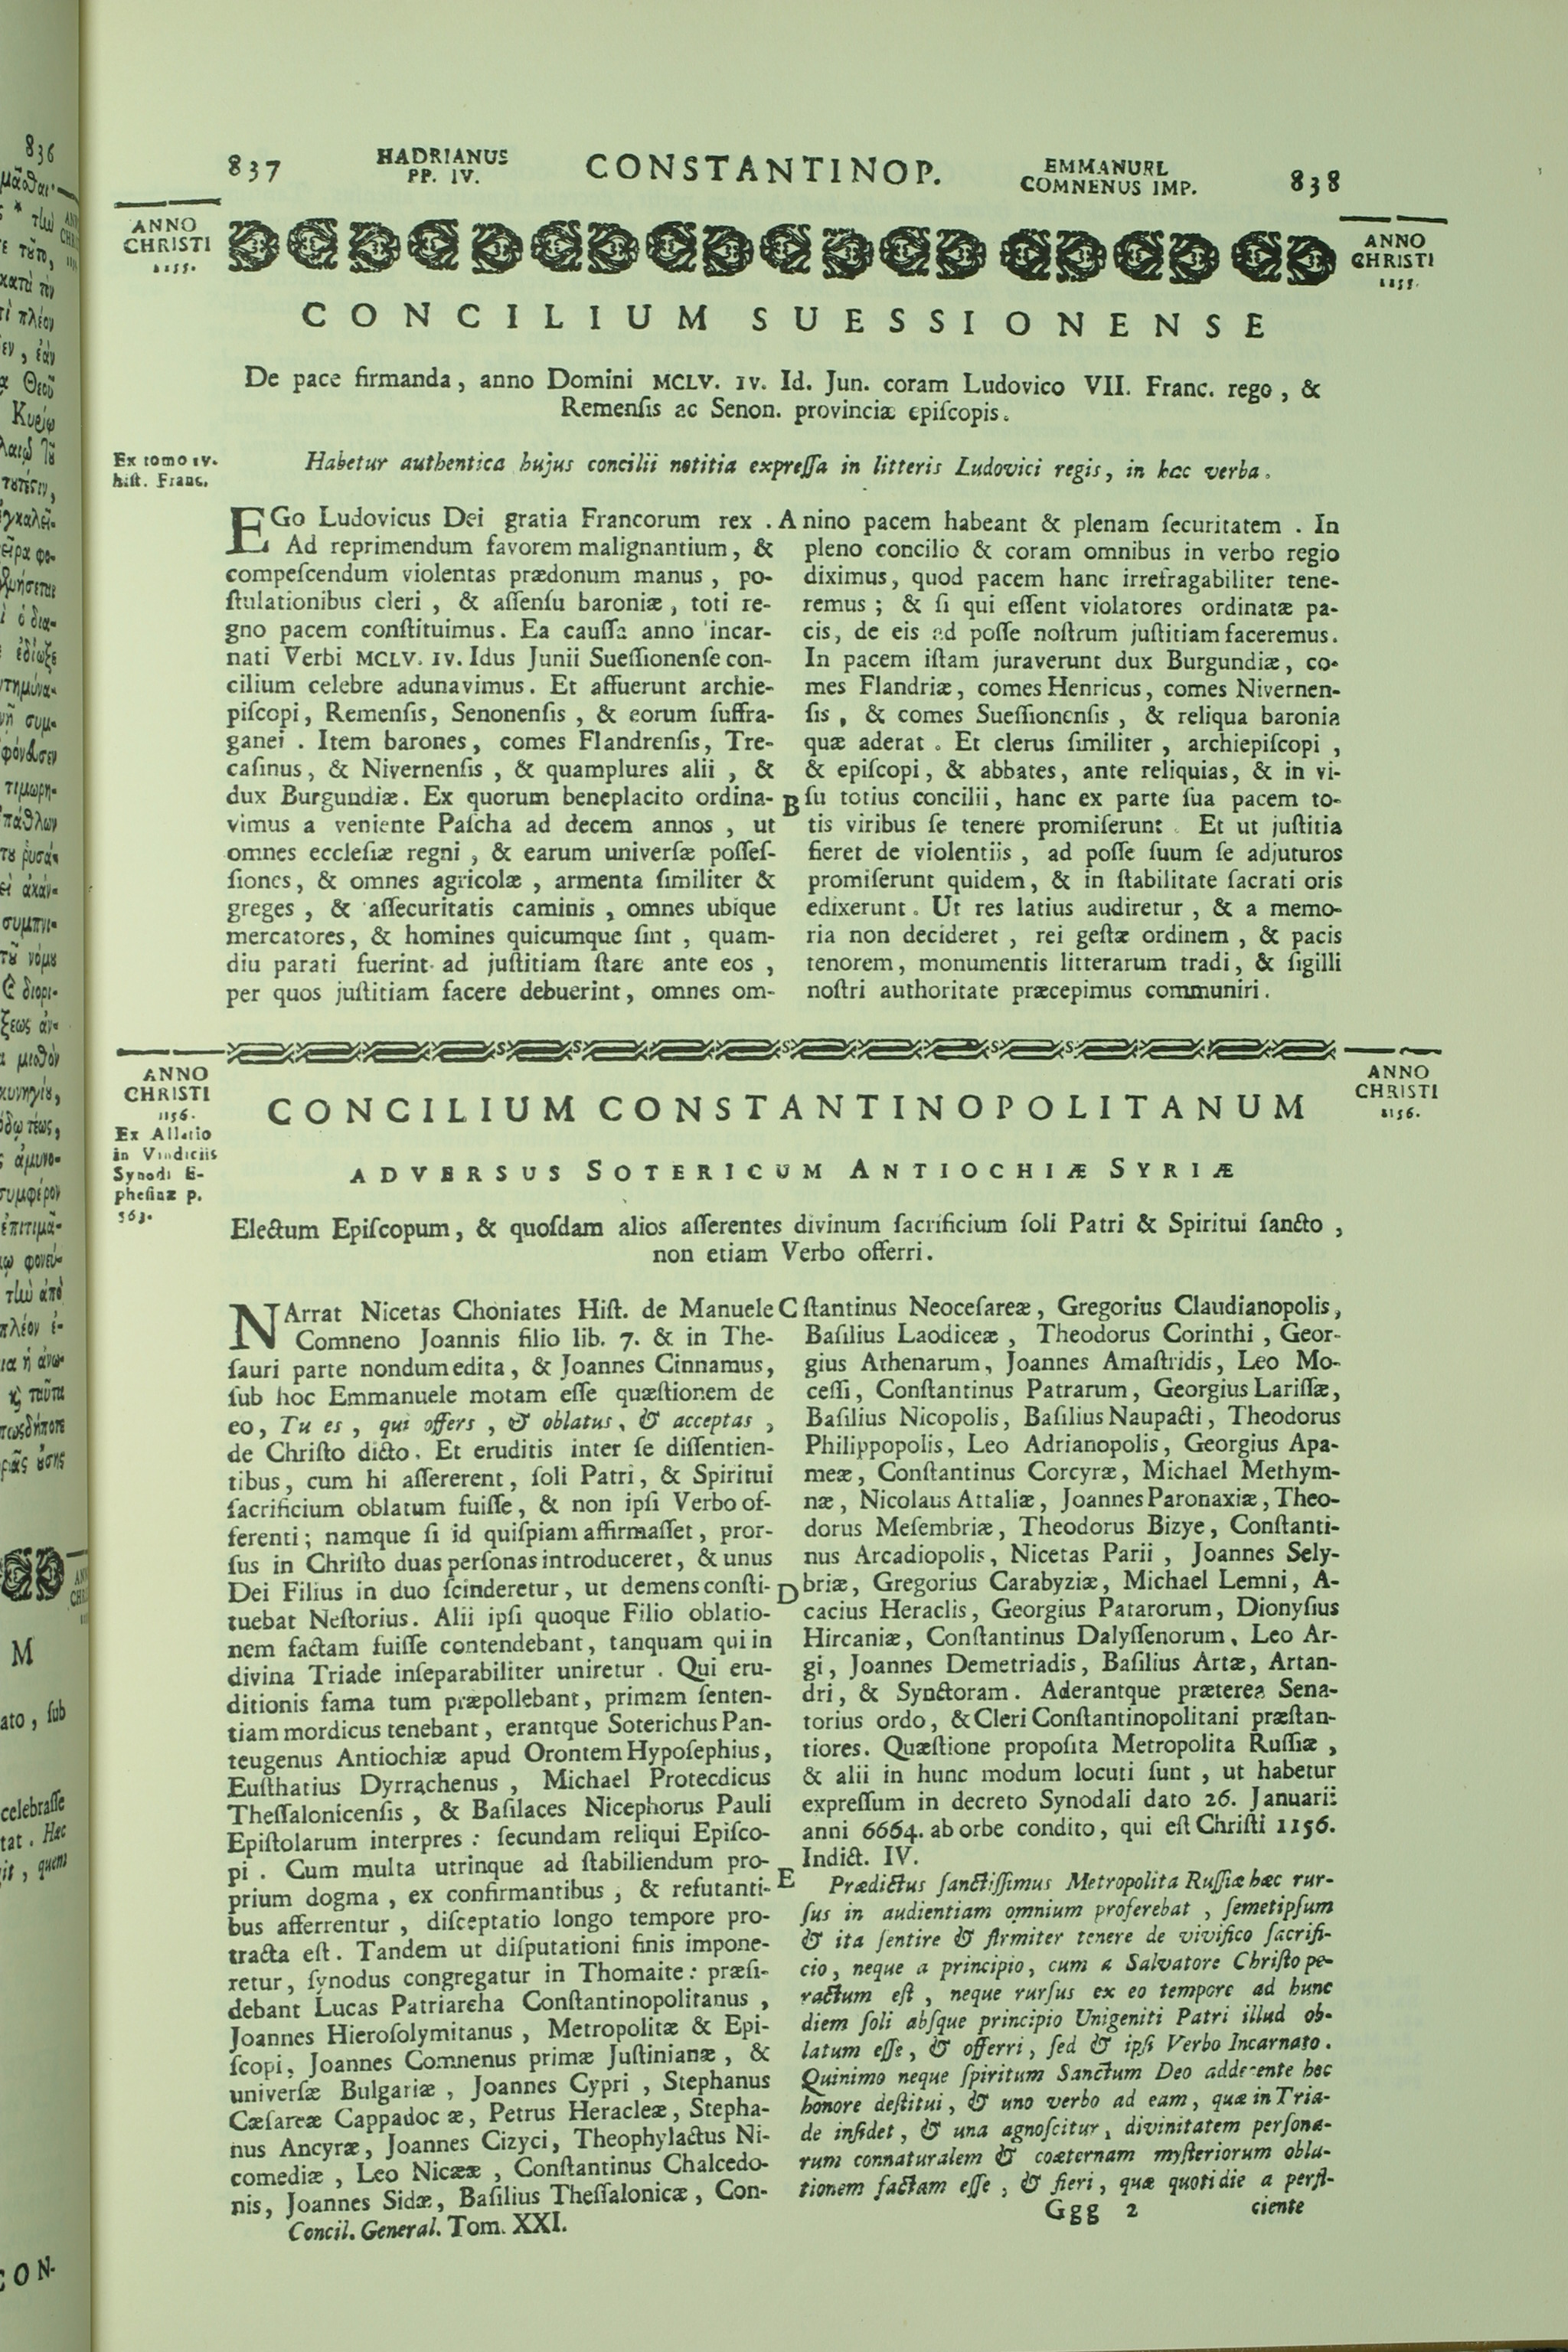 837
HADRIANUS
PP. IV.
CONSTANTINOP.
EMMANUEL
COMNENUS IMP.
838
ANNO
CHRISTI
1155.
ANNO
CHRISTI
1155.
CONCILIUM SUESSIONENSE
De pace firmanda, anno Domini MCLV. IV. Id. Jun. coram Ludovico VII. Franc. rego, &
Remenſis ac Senon. provinciæ epiſcopis.
Ex tomo IV.
hiſt. Franc.
Habetur authentica hujus concilii notitia expreſſa in litteris Ludovici regis, in hæc verba.
EGo Ludovicus Dei gratia Francorum rex.
Ad reprimendum favorem malignantium, &
compeſcendum violentas prædonum manus, po-
ſtulationibus cleri, & aſſenſu baroniæ, toti re-
gno pacem conſtituimus. Ea cauſſa anno incar-
nati Verbi MCLV. IV. Idus Junii Sueſſionenſe con-
cilium celebre adunavimus. Et affuerunt archie-
piſcopi, Remenſis, Senonenſis, & eorum ſuffra-
ganei. Item barones, comes Flandrenſis, Tre-
caſinus, & Nivernenſis, & quamplures alii, &
dux Burgundiæ. Ex quorum beneplacito ordina-
vimus a veniente Paſcha ad decem annos, ut
omnes eccleſiæ regni, & earum univerſæ poſſeſ-
ſiones, & omnes agricolæ, armenta ſimiliter &
greges, & aſſecuritatis caminis, omnes ubique
mercatores, & homines quicumque ſint, quam-
diu parati fuerint ad juſtitiam ſtare ante eos,
per quos juſtitiam facere debuerint, omnes om-
A nino pacem habeant & plenam ſecuritatem. In
pleno concilio & coram omnibus in verbo regio
diximus, quod pacem hanc irrefragabiliter tene-
remus; & ſi qui eſſent violatores ordinatæ pa-
cis, de eis ad poſſe noſtrum juſtitiam faceremus.
In pacem iſtam juraverunt dux Burgundiæ, co-
mes Flandriæ, comes Henricus, comes Nivernen-
ſis, & comes Sueſſionenſis, & reliqua baronia
quæ aderat. Et clerus ſimiliter, archiepiſcopi,
& epiſcopi, & abbates, ante reliquias, & in vi-
B ſu totius concilii, hanc ex parte ſua pacem to-
tis viribus ſe tenere promiſerunt. Et ut juſtitia
fieret de violentiis, ad poſſe ſuum ſe adjuturos
promiſerunt quidem, & in ſtabilitate ſacrati oris
edixerunt. Ut res latius audiretur, & a memo-
ria non decideret, rei geſtæ ordinem, & pacis
tenorem, monumentis litterarum tradi, & ſigilli
noſtri authoritate præcepimus communiri.
ANNO
CHRISTI
1156.
Ex Allatio
in Vindiciis
Synodi E-
pheſinæ p.
563.
ANNO
CHRISTI
1156.
CONCILIUM CONSTANTINOPOLITANUM
ADVERSUS SOTERICUM ANTIOCHIÆ SYRIÆ
Electum Epiſcopum, & quoſdam alios aſſerentes divinum ſacrificium ſoli Patri & Spiritui ſancto,
non etiam Verbo offerri.
NArrat Nicetas Choniates Hiſt. de Manuele
Comneno Joannis filio lib. 7. & in The-
ſauri parte nondum edita, & Joannes Cinnamus,
ſub hoc Emmanuele motam eſſe quæſtionem de
eo, Tu es, qui offers, & oblatus, & acceptas,
de Chriſto dicto. Et eruditis inter ſe diſſentien-
tibus, cum hi aſſererent, ſoli Patri, & Spiritui
ſacrificium oblatum fuiſſe, & non ipſi Verbo of-
ferenti; namque ſi id quiſpiam affirmaſſet, pror-
ſus in Chriſto duas perſonas introduceret, & unus
Dei Filius in duo ſcinderetur, ut demens conſti-
tuebat Neſtorius. Alii ipſi quoque Filio oblatio-
nem factam fuiſſe contendebant, tanquam qui in
divina Triade inſeparabiliter uniretur. Qui eru-
ditionis fama tum præpollebant, primam ſenten-
tiam mordicus tenebant, erantque Soterichus Pan-
teugenus Antiochiæ apud Orontem Hypoſephius,
Euſthatius Dyrrachenus, Michael Protecdicus
Theſſalonicenſis, & Baſilaces Nicephorus Pauli
Epiſtolarum interpres: ſecundam reliqui Epiſco-
pi. Cum multa utrinque ad ſtabiliendum pro-
prium dogma, ex confirmantibus, & refutanti-
bus afferrentur, diſceptatio longo tempore pro-
tracta eſt. Tandem ut diſputationi finis impone-
retur, ſynodus congregatur in Thomaite: præſi-
debant Lucas Patriarcha Conſtantinopolitanus,
Joannes Hieroſolymitanus, Metropolitæ & Epi-
ſcopi, Joannes Comnenus primæ Juſtinianæ, &
univerſæ Bulgariæ, Joannes Cypri, Stephanus
Cæſareæ Cappadoc æ, Petrus Heracleæ, Stepha-
nus Ancyræ, Joannes Cizyci, Theophylactus Ni-
comediæ, Leo Nicææ, Conſtantinus Chalcedo-
nis, Joannes Sidæ, Baſilius Theſſalonicæ, Con-
Concil. General. Tom. XXI.
C ſtantinus Neoceſareæ, Gregorius Claudianopolis,
Baſilius Laodiceæ, Theodorus Corinthi, Geor-
gius Athenarum, Joannes Amaſtridis, Leo Mo-
ceſſi, Conſtantinus Patrarum, Georgius Lariſſæ,
Baſilius Nicopolis, Baſilius Naupacti, Theodorus
Philippopolis, Leo Adrianopolis, Georgius Apa-
meæ, Conſtantinus Corcyræ, Michael Methym-
næ, Nicolaus Attaliæ, Joannes Paronaxiæ, Theo-
dorus Meſembriæ, Theodorus Bizye, Conſtanti-
nus Arcadiopolis, Nicetas Parii, Joannes Sely-
D briæ, Gregorius Carabyziæ, Michael Lemni, A-
cacius Heraclis, Georgius Patarorum, Dionyſius
Hircaniæ, Conſtantinus Dalyſſenorum, Leo Ar-
gi, Joannes Demetriadis, Baſilius Artæ, Artan-
dri, & Synctoram. Aderantque præterea Sena-
torius ordo, & Cleri Conſtantinopolitani præſtan-
tiores. Quæſtione propoſita Metropolita Ruſſiæ,
& alii in hunc modum locuti ſunt, ut habetur
expreſſum in decreto Synodali dato 26. Januarii
anni 6664. ab orbe condito, qui eſt Chriſti 1156.
Indict. IV.
E Prædictus ſanctiſſimus Metropolita Ruſſiæ hæc rur-
ſus in audientiam omnium proferebat, ſemetipſum
& ita ſentire & firmiter tenere de vivifico ſacrifi-
cio, neque a principio, cum a Salvatore Chriſto pe-
ractum eſt, neque rurſus ex eo tempore ad hunc
diem ſoli abſque principio Unigeniti Patri illud ob-
latum eſſe, & offerri, ſed & ipſi Verbo Incarnato.
Quinimo neque ſpiritum Sanctum Deo addecente hoc
honore deſtitui, & uno verbo ad eam, quæ in Tria-
de inſidet, & una agnoſcitur, divinitatem perſona-
rum connaturalem & coæternam myſteriorum obla-
tionem factam eſſe, & fieri, quæ quotidie a perfi-
Ggg 2
ciente